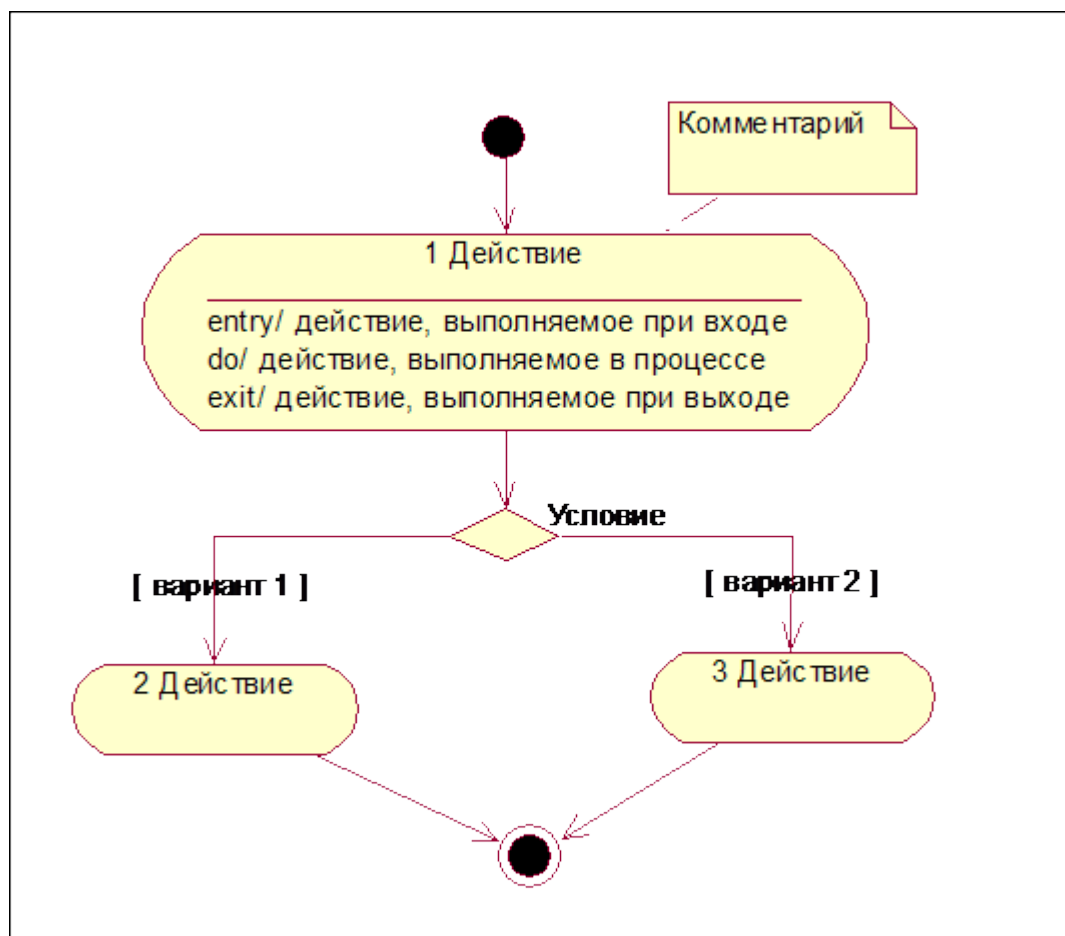 Комментарий
1 Действие
entry/ действие, выполняемое при входе
do/ действие, выполняемое в процессе
exit/ действие, выполняемое при выходе
Условие
[ вариант 1 ]
[ вариант 2 ]
2 Действие
3 Действие